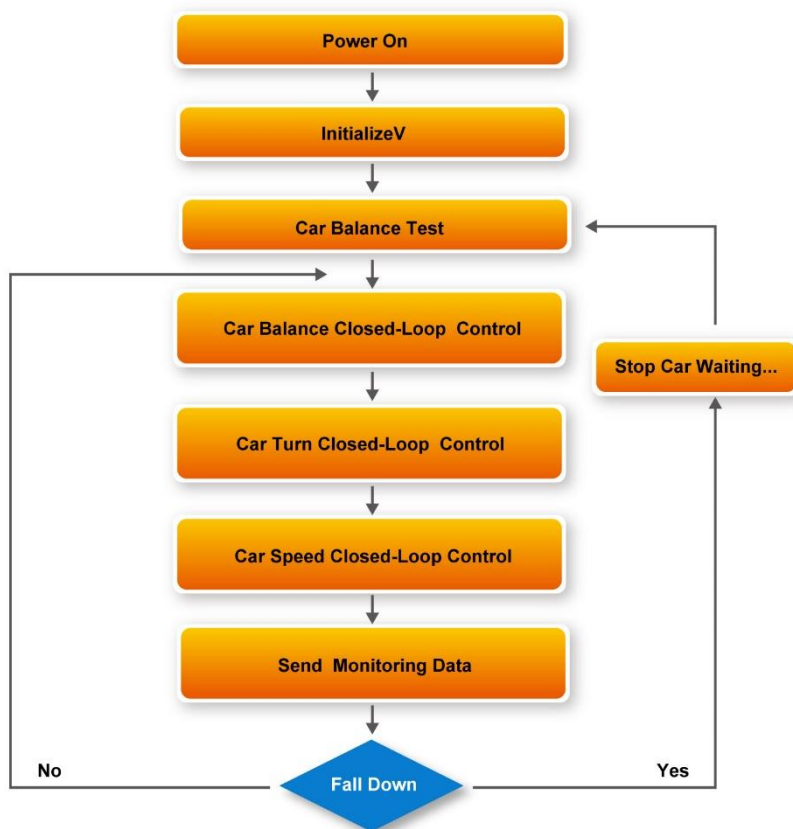 Power On
InitializeV
Car Balance Test
Car Balance Closed-Loop Control
Stop Car Waiting...
Car Turn Closed-Loop Control
Car Speed Closed-Loop Control
Send Monitoring Data
No
Yes
Fall Down